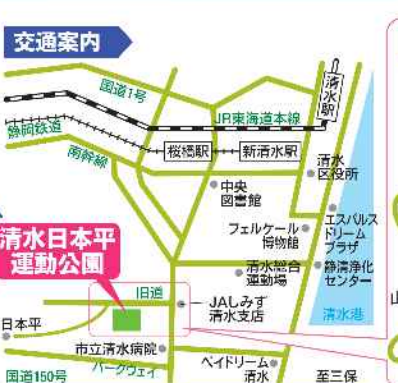 交通案内
国道1号
清水駅
JR東海道本線
静岡鉄道
桜橋駅
新清水駅
南幹線
清水
区役所
中央
図書館
エスパルス
ドリーム
プラザ
フェルケール
博物館
清水日本平
運動公園
清水総合
運動場
静清浄化
センター
旧道
JAしみず
清水支店
清水港
日本平
市立清水病院
パークウェイ
ベイドリーム
清水
国道150号
至三保